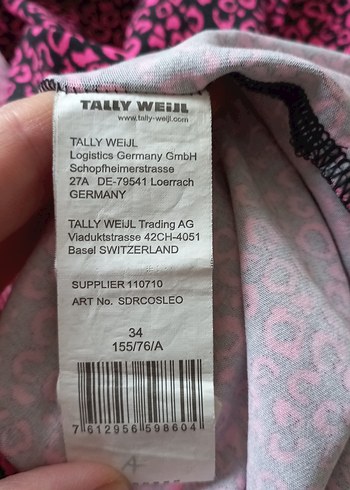 TALLY WEiJL
www.tally-weijl.com
TALLY WEiJL
Logistics Germany GmbH
Schopfheimerstrasse
27A DE-79541 Loerrach
GERMANY
TALLY WEiJL Trading AG
Viaduktstrasse 42CH-4051
Basel SWITZERLAND
SUPPLIER 110710
ART No. SDRCOSLEO
34
155/76/A
7 612956 598604